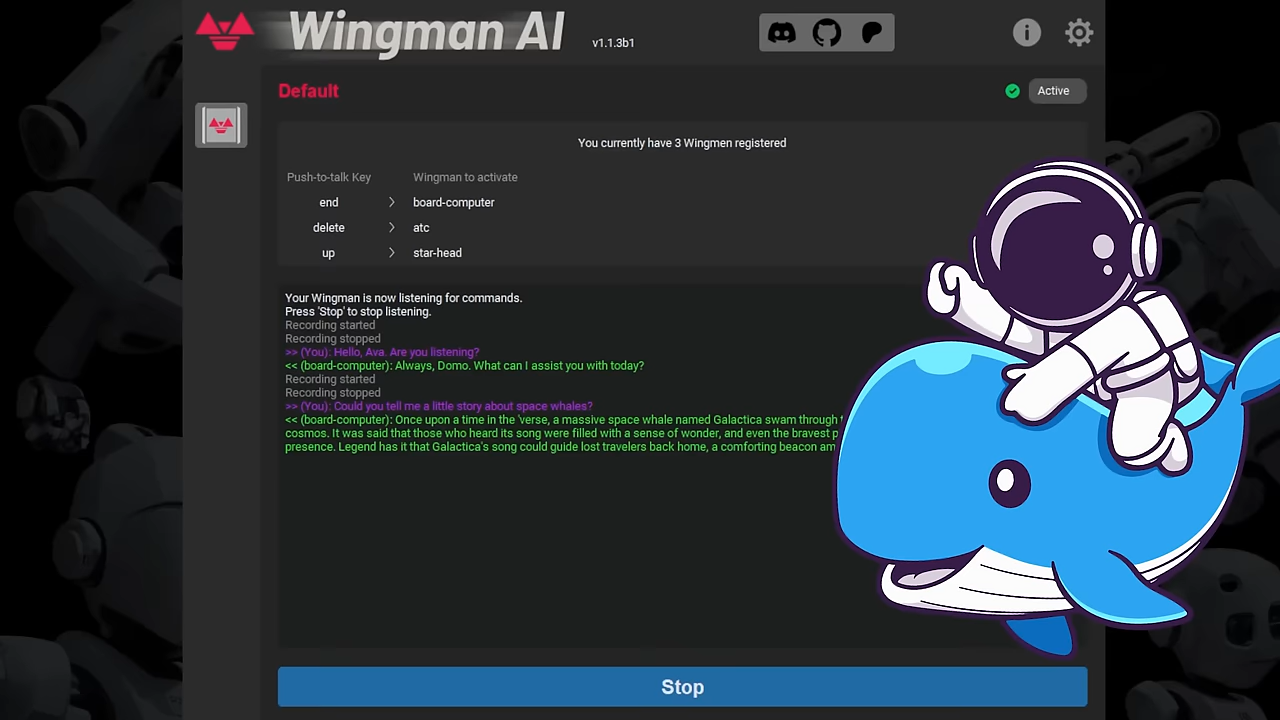 Wingman AI
v1.1.3b1
Default
Active
You currently have 3 Wingmen registered
Push-to-talk Key Wingman to activate
end > board-computer
delete > atc
up > star-head
Your Wingman is now listening for commands.
Press 'Stop' to stop listening.
Recording started
Recording stopped
>> (You): Hello, Ava. Are you listening?
<< (board-computer): Always, Domo. What can I assist you with today?
Recording started
Recording stopped
>> (You): Could you tell me a little story about space whales?
<< (board-computer): Once upon a time in the 'verse, a massive space whale named Galactica swam through
cosmos. It was said that those who heard its song were filled with a sense of wonder, and even the bravest
presence. Legend has it that Galactica's song could guide lost travelers back home, a comforting beacon
Stop